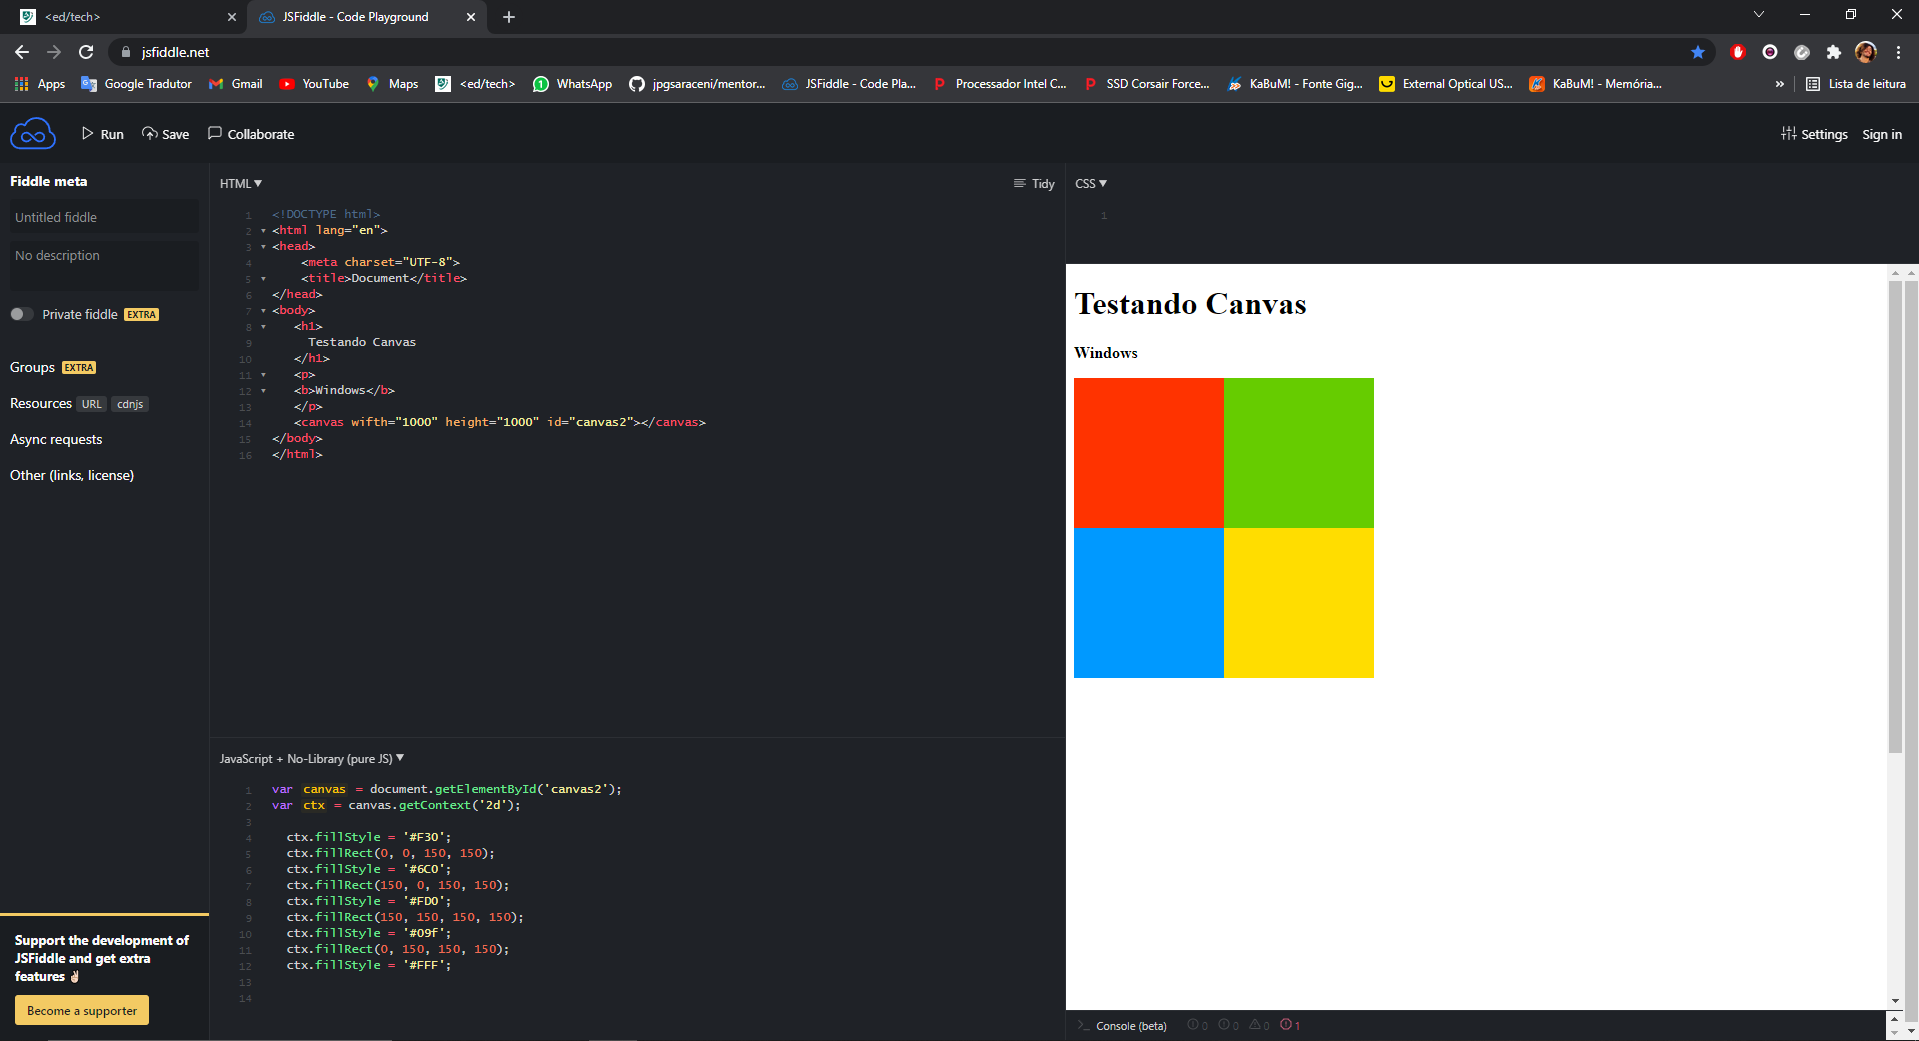 <ed/tech>
JSFiddle - Code Playground
jsfiddle.net
Apps
Google Tradutor
Gmail
YouTube
Maps
<ed/tech>
WhatsApp
jpgsaraceni/mentor...
JSFiddle - Code Pla...
Processador Intel C...
SSD Corsair Force...
KaBuM! - Fonte Gig...
External Optical US...
KaBuM! - Memória...
»
Lista de leitura
Run
Save
Collaborate
Settings
Sign in
Fiddle meta
Untitled fiddle
No description
Private fiddle EXTRA
Groups EXTRA
Resources URL cdnjs
Async requests
Other (links, license)
Support the development of
JSFiddle and get extra
features ✌
Become a supporter
HTML ▼
Tidy
1 <!DOCTYPE html>
2 <html lang="en">
3 <head>
4 <meta charset="UTF-8">
5 <title>Document</title>
6 </head>
7 <body>
8 <h1>
9 Testando Canvas
10 </h1>
11 <p>
12 <b>Windows</b>
13 </p>
14 <canvas wifth="1000" height="1000" id="canvas2"></canvas>
15 </body>
16 </html>
JavaScript + No-Library (pure JS) ▼
1 var canvas = document.getElementById('canvas2');
2 var ctx = canvas.getContext('2d');
3
4 ctx.fillStyle = '#F30';
5 ctx.fillRect(0, 0, 150, 150);
6 ctx.fillStyle = '#6C0';
7 ctx.fillRect(150, 0, 150, 150);
8 ctx.fillStyle = '#FD0';
9 ctx.fillRect(150, 150, 150, 150);
10 ctx.fillStyle = '#09f';
11 ctx.fillRect(0, 150, 150, 150);
12 ctx.fillStyle = '#FFF';
13
14
CSS ▼
1
Testando Canvas
Windows
>_ Console (beta) 0 0 0 1